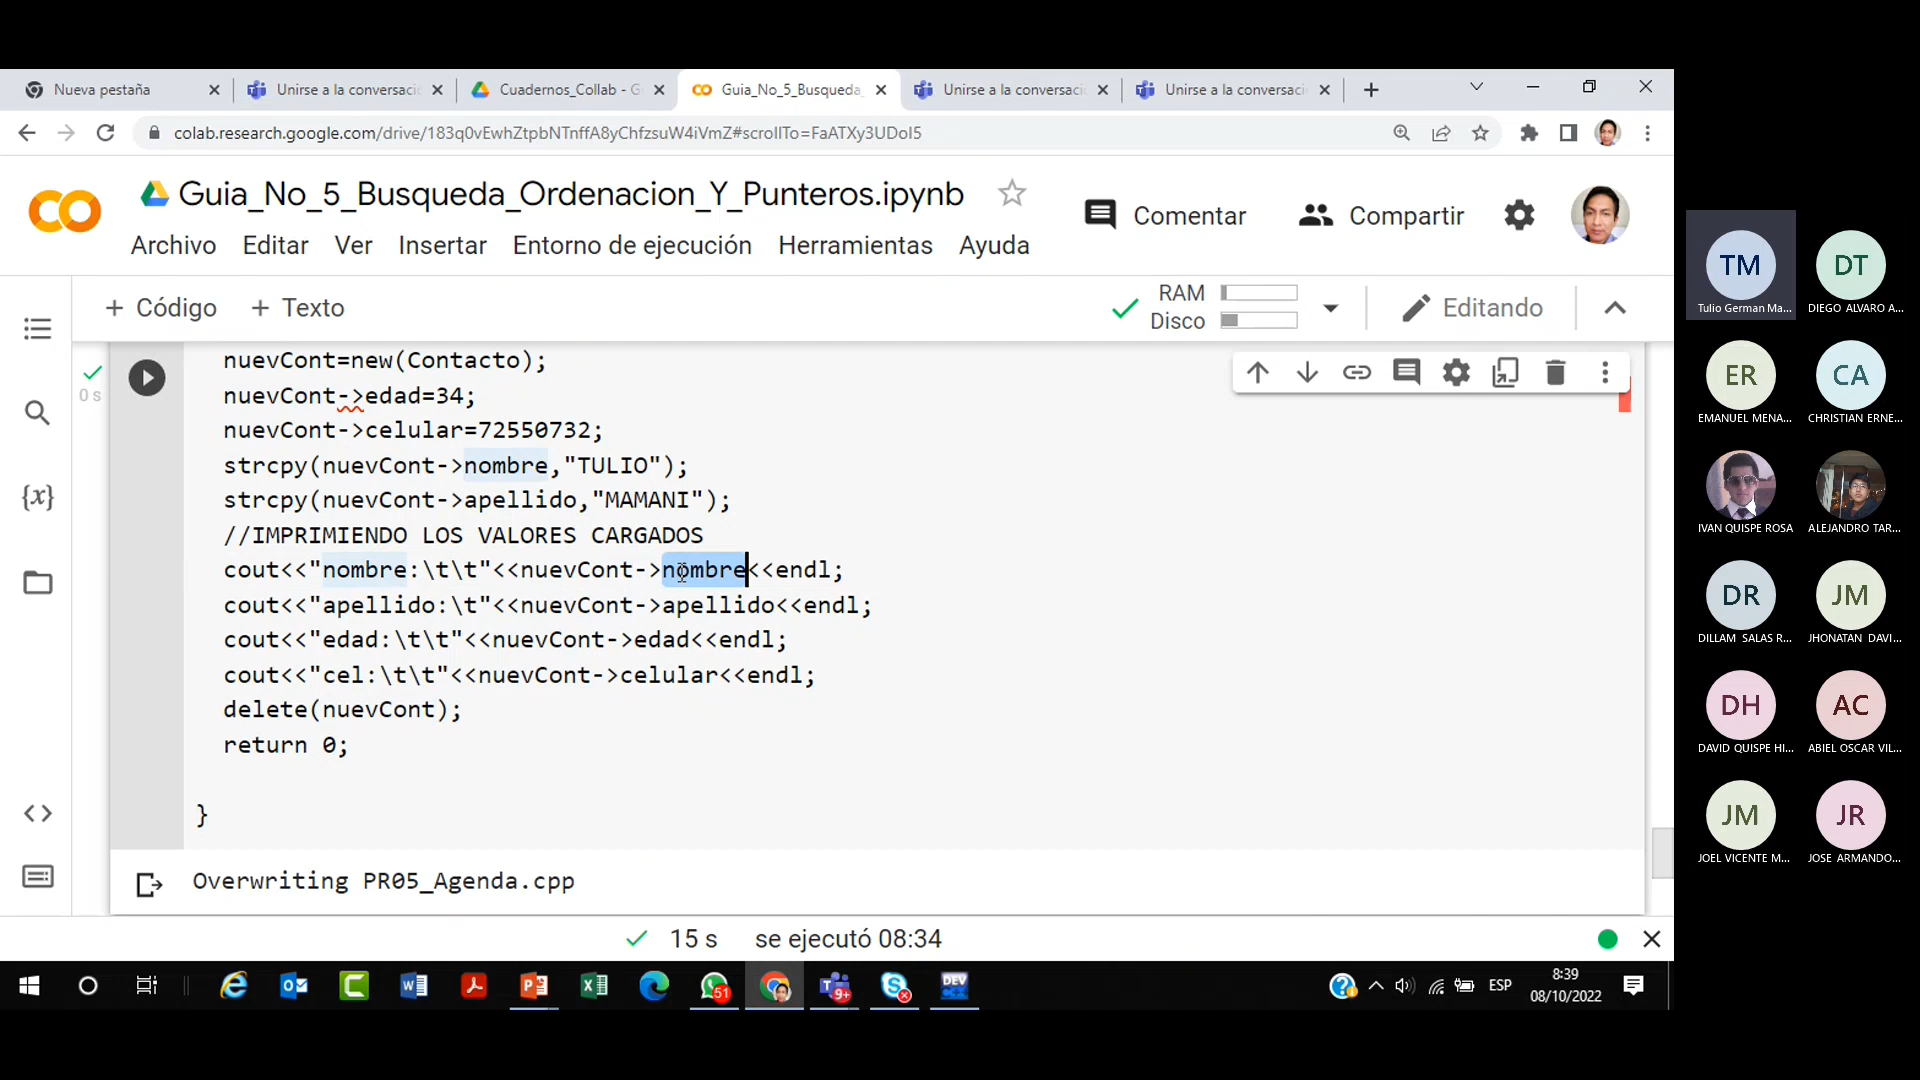 Nueva pestaña
Unirse a la conversaci
Cuadernos_Collab - G
Guia_No_5_Busqueda_
Unirse a la conversaci
Unirse a la conversaci
colab.research.google.com/drive/183q0vEwhZtpbNTnffA8yChfzsuW4iVmZ#scrollTo=FaATXy3UDoI5
Guia_No_5_Busqueda_Ordenacion_Y_Punteros.ipynb
Comentar
Compartir
Archivo Editar Ver Insertar Entorno de ejecución Herramientas Ayuda
+ Código + Texto
RAM
Disco
Editando
0 s
nuevCont=new(Contacto);
nuevCont->edad=34;
nuevCont->celular=72550732;
strcpy(nuevCont->nombre,"TULIO");
strcpy(nuevCont->apellido,"MAMANI");
//IMPRIMIENDO LOS VALORES CARGADOS
cout<<"nombre:\t\t"<<nuevCont->nombre<<endl;
cout<<"apellido:\t"<<nuevCont->apellido<<endl;
cout<<"edad:\t\t"<<nuevCont->edad<<endl;
cout<<"cel:\t\t"<<nuevCont->celular<<endl;
delete(nuevCont);
return 0;
}
Overwriting PR05_Agenda.cpp
15 s se ejecutó 08:34
51
9+
DEV
ESP
8:39
08/10/2022
TM
Tulio German Ma...
DT
DIEGO ALVARO A...
ER
EMANUEL MENA...
CA
CHRISTIAN ERNE...
IVAN QUISPE ROSA
ALEJANDRO TAR...
DR
DILLAM SALAS R...
JM
JHONATAN DAVI...
DH
DAVID QUISPE HI...
AC
ABIEL OSCAR VIL...
JM
JOEL VICENTE M...
JR
JOSE ARMANDO...